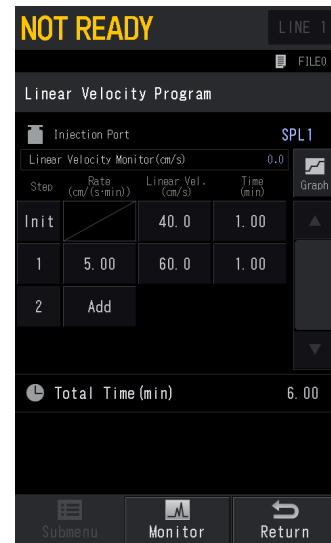 NOT READY LINE 1
FILE0
Linear Velocity Program
Injection Port SPL1
Linear Velocity Monitor(cm/s) 0.0
Step Rate (cm/(s·min)) Linear Vel. (cm/s) Time (min) Graph
Init 40. 0 1. 00
1 5. 00 60. 0 1. 00
2 Add
Total Time(min) 6. 00
Submenu Monitor Return